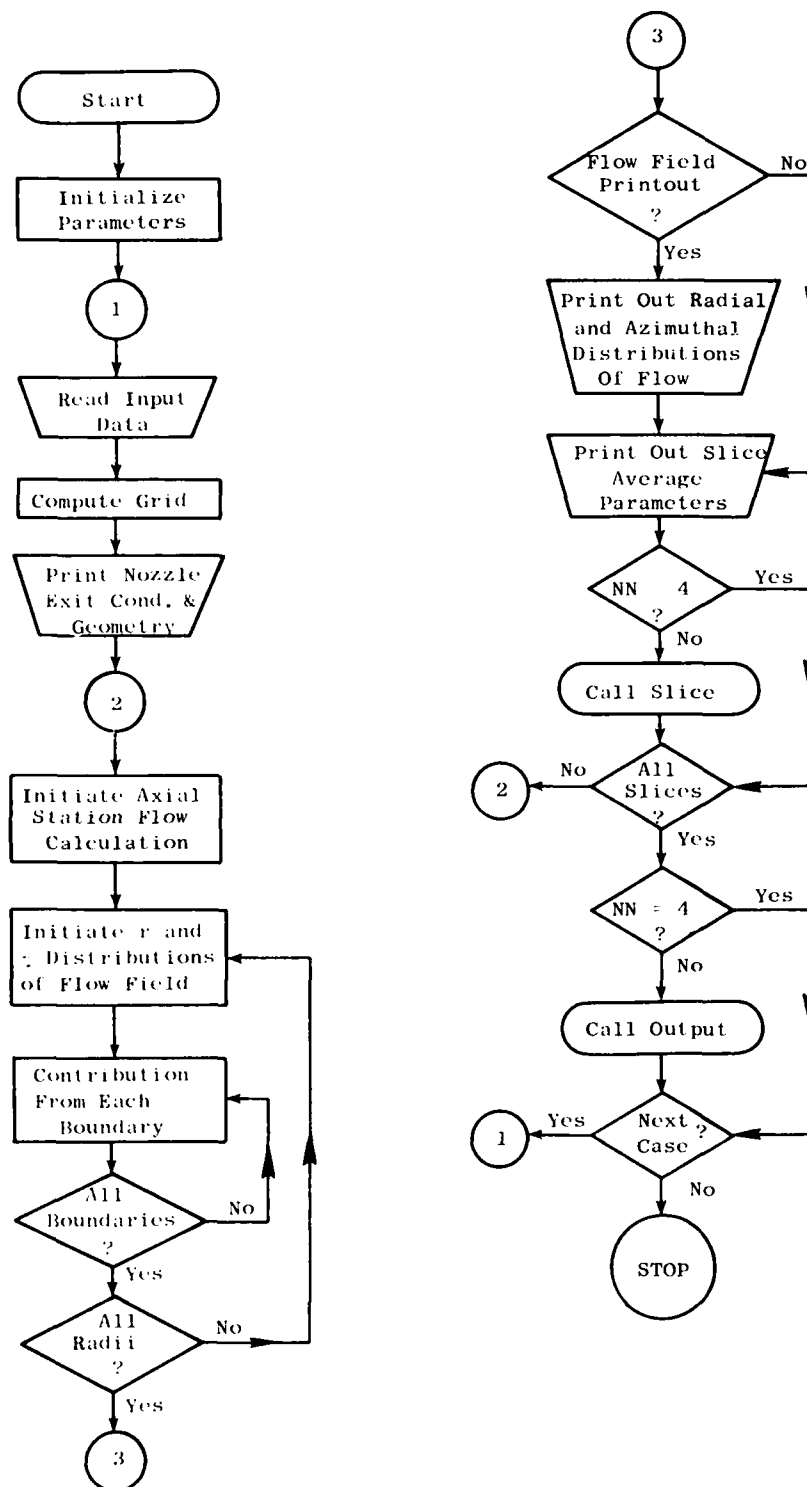 Start
Initialize
Parameters
1
Read Input
Data
Compute Grid
Print Nozzle
Exit Cond. &
Geometry
2
Initiate Axial
Station Flow
Calculation
Initiate r and
Distributions
of Flow Field
Contribution
From Each
Boundary
All
Boundaries
?
No
Yes
All
Radii
?
No
Yes
3
3
Flow Field
Printout
?
No
Yes
Print Out Radial
and Azimuthal
Distributions
Of Flow
Print Out Slice
Average
Parameters
NN 4
?
Yes
No
Call Slice
All
Slices
?
No
2
Yes
NN = 4
?
Yes
No
Call Output
Next ?
Case
Yes
1
No
STOP